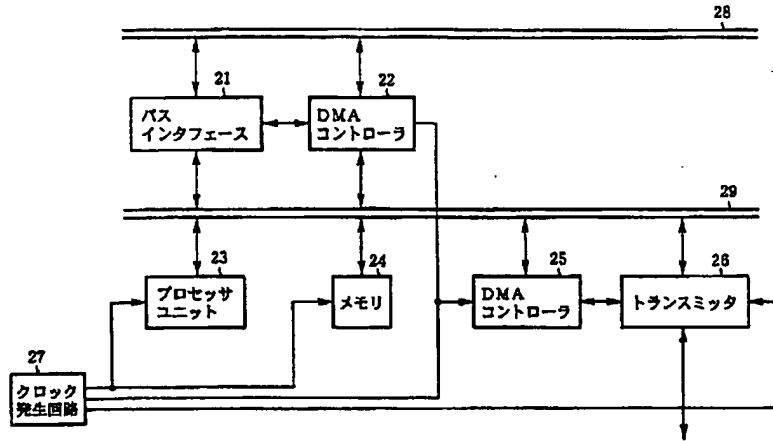 28
21
22
バス
インタフェース
DMA
コントローラ
29
23
24
25
26
プロセッサ
ユニット
メモリ
DMA
コントローラ
トランスミッタ
27
クロック
発生回路